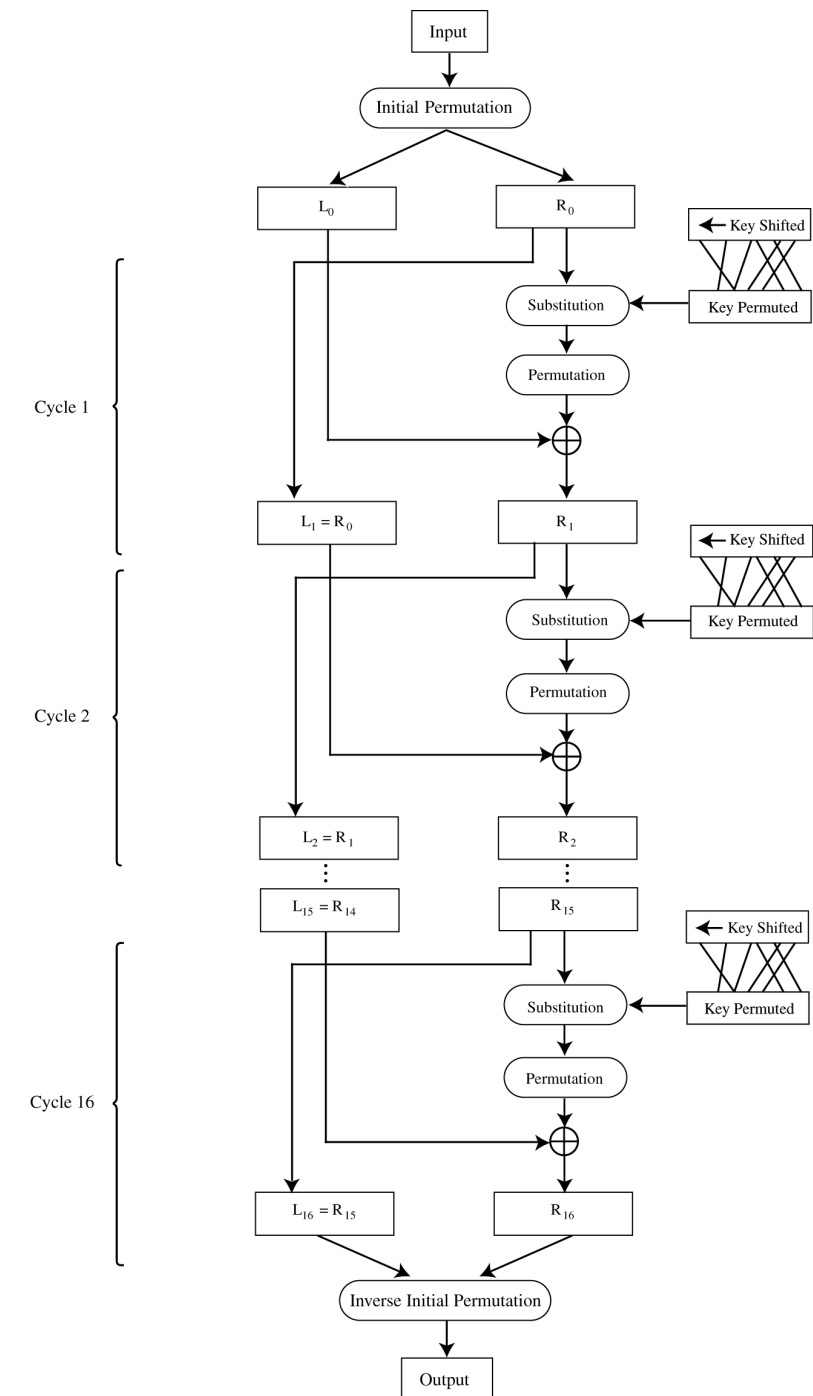 Input
Initial Permutation
L₀
R₀
Key Shifted
Substitution
Key Permuted
Permutation
Cycle 1
L₁ = R₀
R₁
Key Shifted
Substitution
Key Permuted
Permutation
Cycle 2
L₂ = R₁
R₂
L₁₅ = R₁₄
R₁₅
Key Shifted
Substitution
Key Permuted
Permutation
Cycle 16
L₁₆ = R₁₅
R₁₆
Inverse Initial Permutation
Output